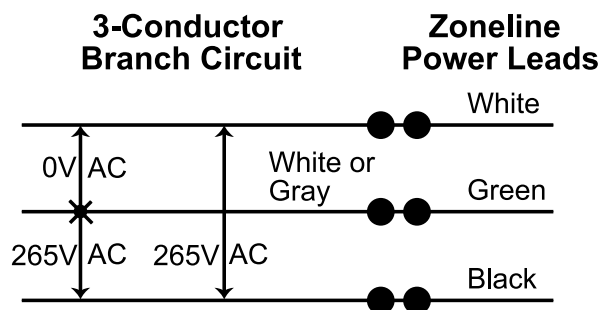 3-Conductor
Branch Circuit
Zoneline
Power Leads
White
0V AC
White or
Gray
Green
265V AC
265V AC
Black